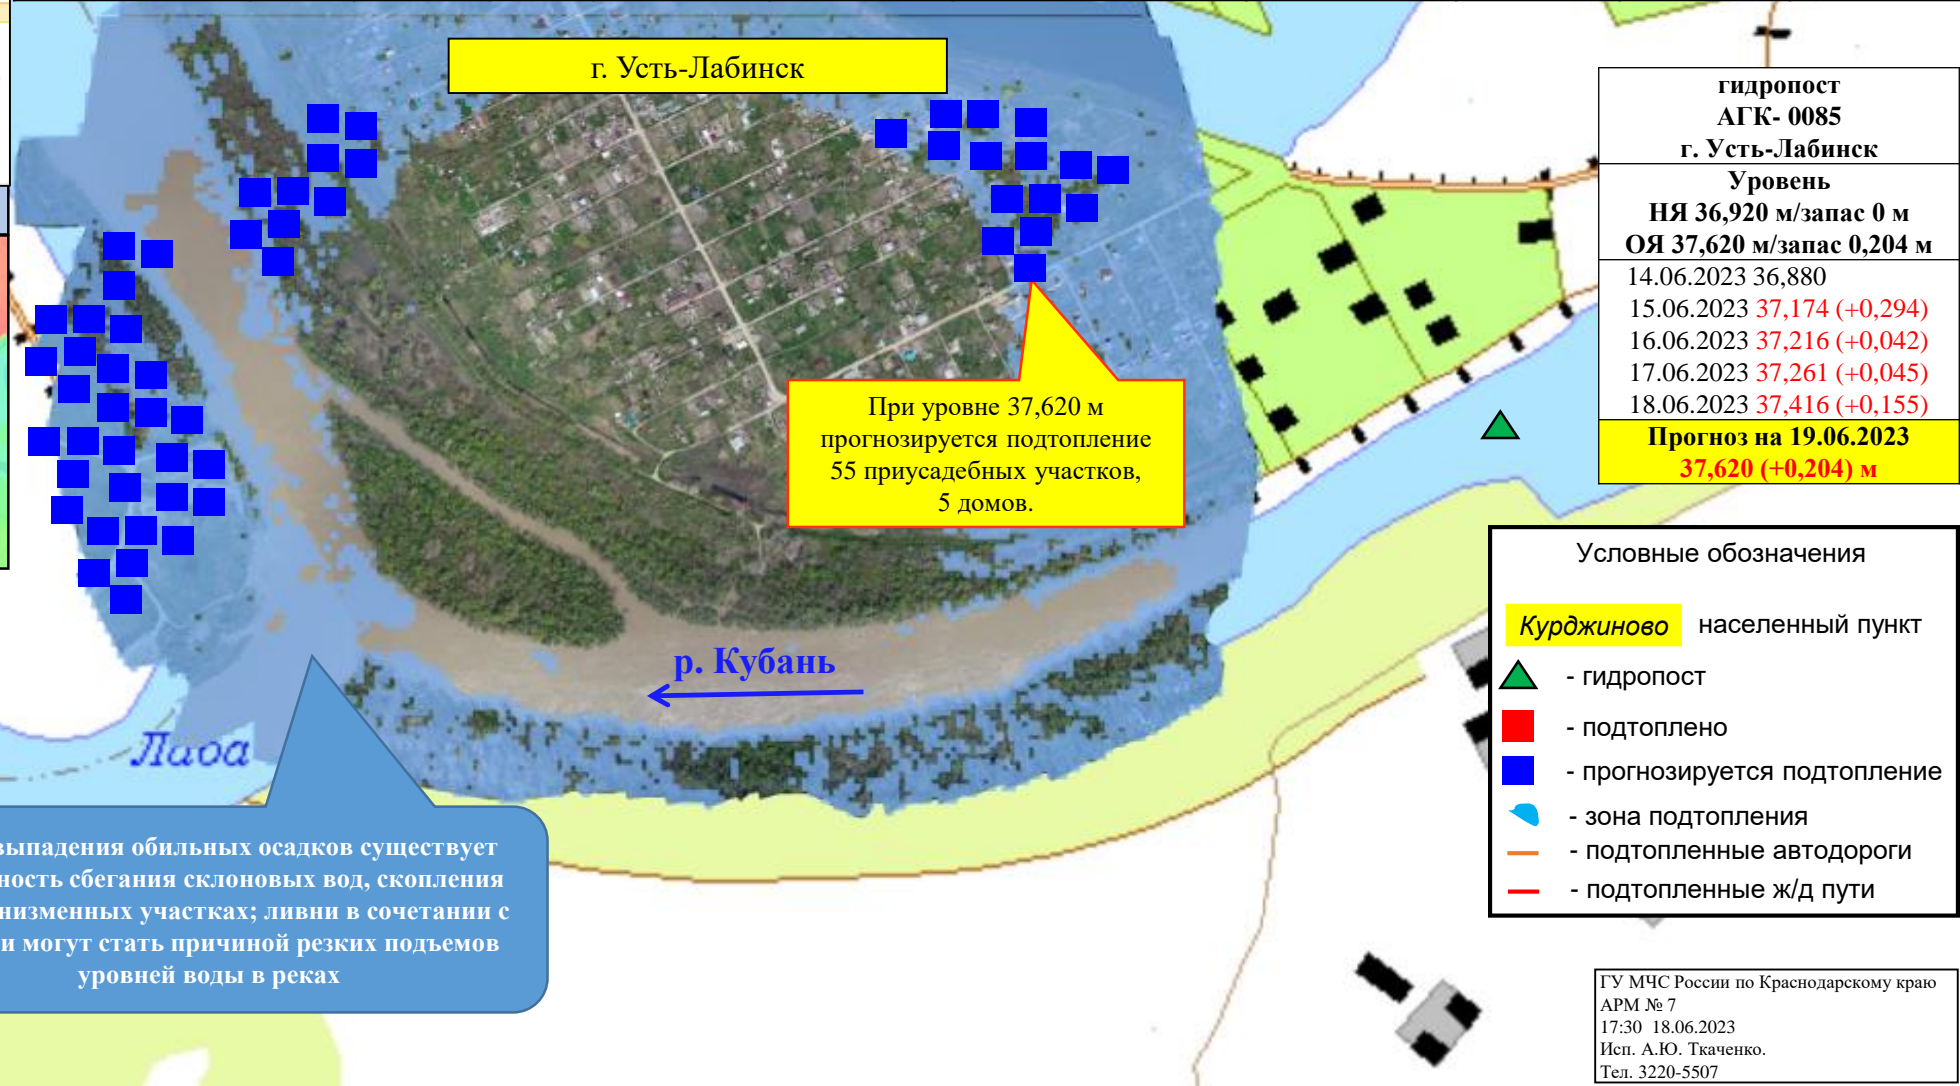 г. Усть-Лабинск
гидропост
АГК- 0085
г. Усть-Лабинск
Уровень
НЯ 36,920 м/запас 0 м
ОЯ 37,620 м/запас 0,204 м
14.06.2023 36,880
15.06.2023 37,174 (+0,294)
16.06.2023 37,216 (+0,042)
17.06.2023 37,261 (+0,045)
18.06.2023 37,416 (+0,155)
Прогноз на 19.06.2023
37,620 (+0,204) м
При уровне 37,620 м
прогнозируется подтопление
55 приусадебных участков,
5 домов.
р. Кубань
Лаба
выпадения обильных осадков существует
ность сбегания склоновых вод, скопления
низменных участках; ливни в сочетании с
и могут стать причиной резких подъемов
уровней воды в реках
Условные обозначения
Курджиново населенный пункт
- гидропост
- подтоплено
- прогнозируется подтопление
- зона подтопления
- подтопленные автодороги
- подтопленные ж/д пути
ГУ МЧС России по Краснодарскому краю
АРМ № 7
17:30 18.06.2023
Исп. А.Ю. Ткаченко.
Тел. 3220-5507